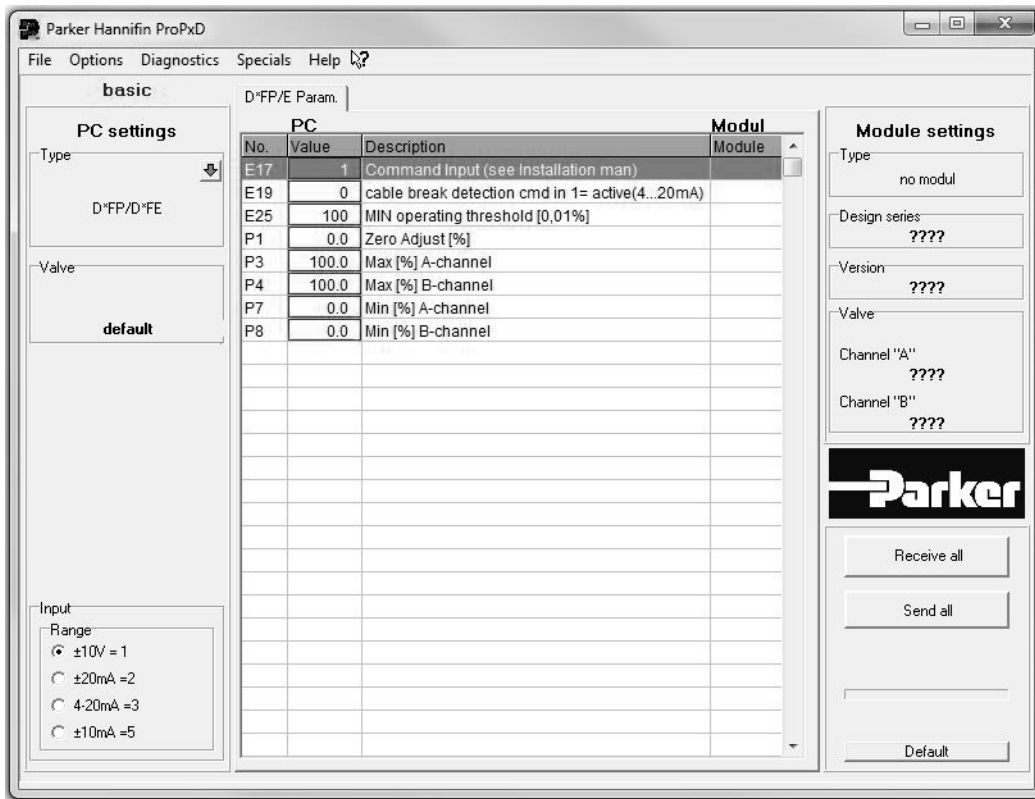 Parker Hannifin ProPxD
File Options Diagnostics Specials Help
basic
PC settings
Type
D*FP/D*FE
Valve
default
Input
Range
±10V = 1
±20mA =2
4-20mA =3
±10mA =5
D*FP/E Param.
PC Modul
No. Value Description Module
E17 1 Command Input (see Installation man)
E19 0 cable break detection cmd in 1= active(4...20mA)
E25 100 MIN operating threshold [0,01%]
P1 0.0 Zero Adjust [%]
P3 100.0 Max [%] A-channel
P4 100.0 Max [%] B-channel
P7 0.0 Min [%] A-channel
P8 0.0 Min [%] B-channel
Module settings
Type
no modul
Design series
????
Version
????
Valve
Channel "A"
????
Channel "B"
????
Parker
Receive all
Send all
Default